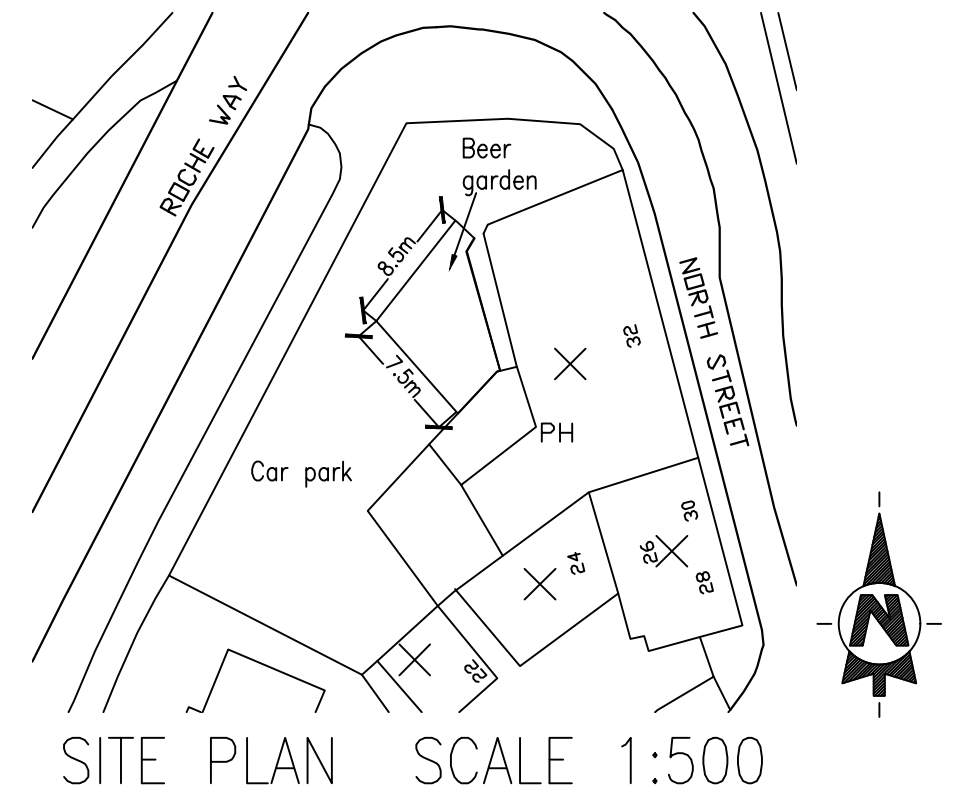 ROCHE WAY
Beer
garden
8.5m
NORTH STREET
32
7.5m
PH
Car park
30
26
24
28
22
N
SITE PLAN SCALE 1:500